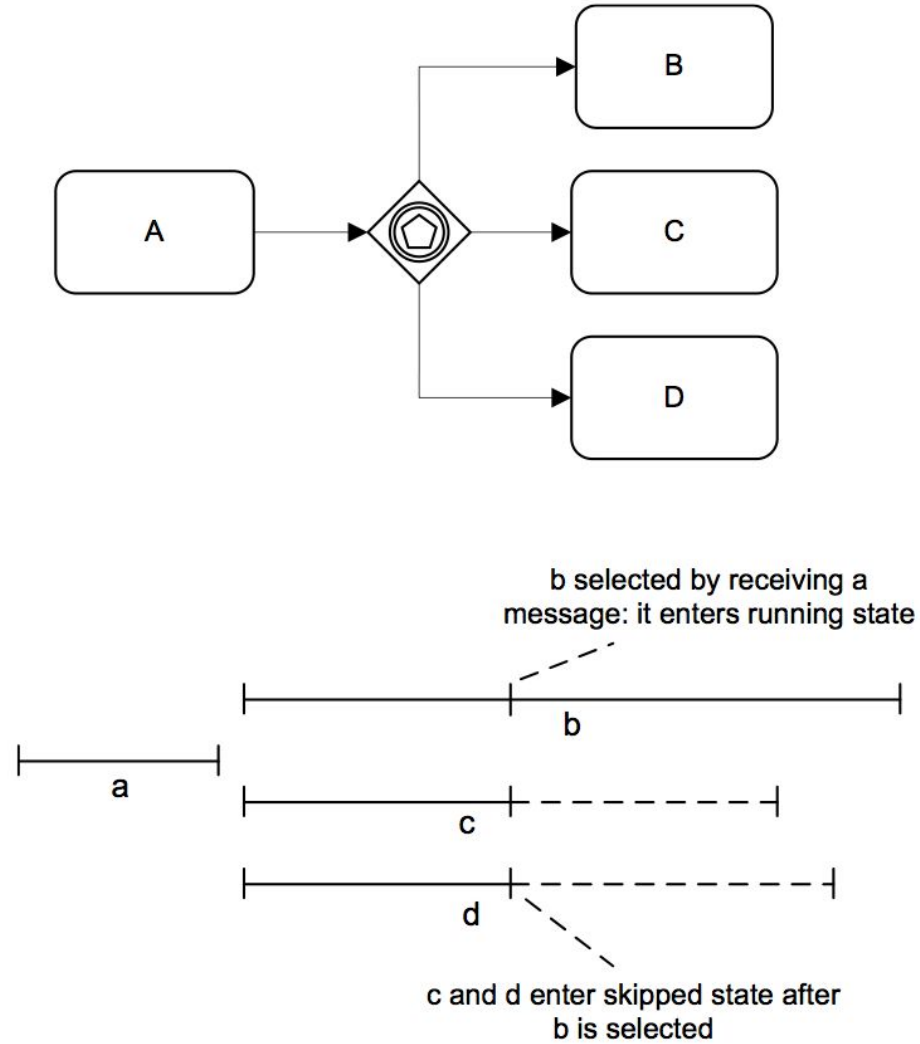 B
A
C
D
b selected by receiving a
message: it enters running state
b
a
c
d
c and d enter skipped state after
b is selected